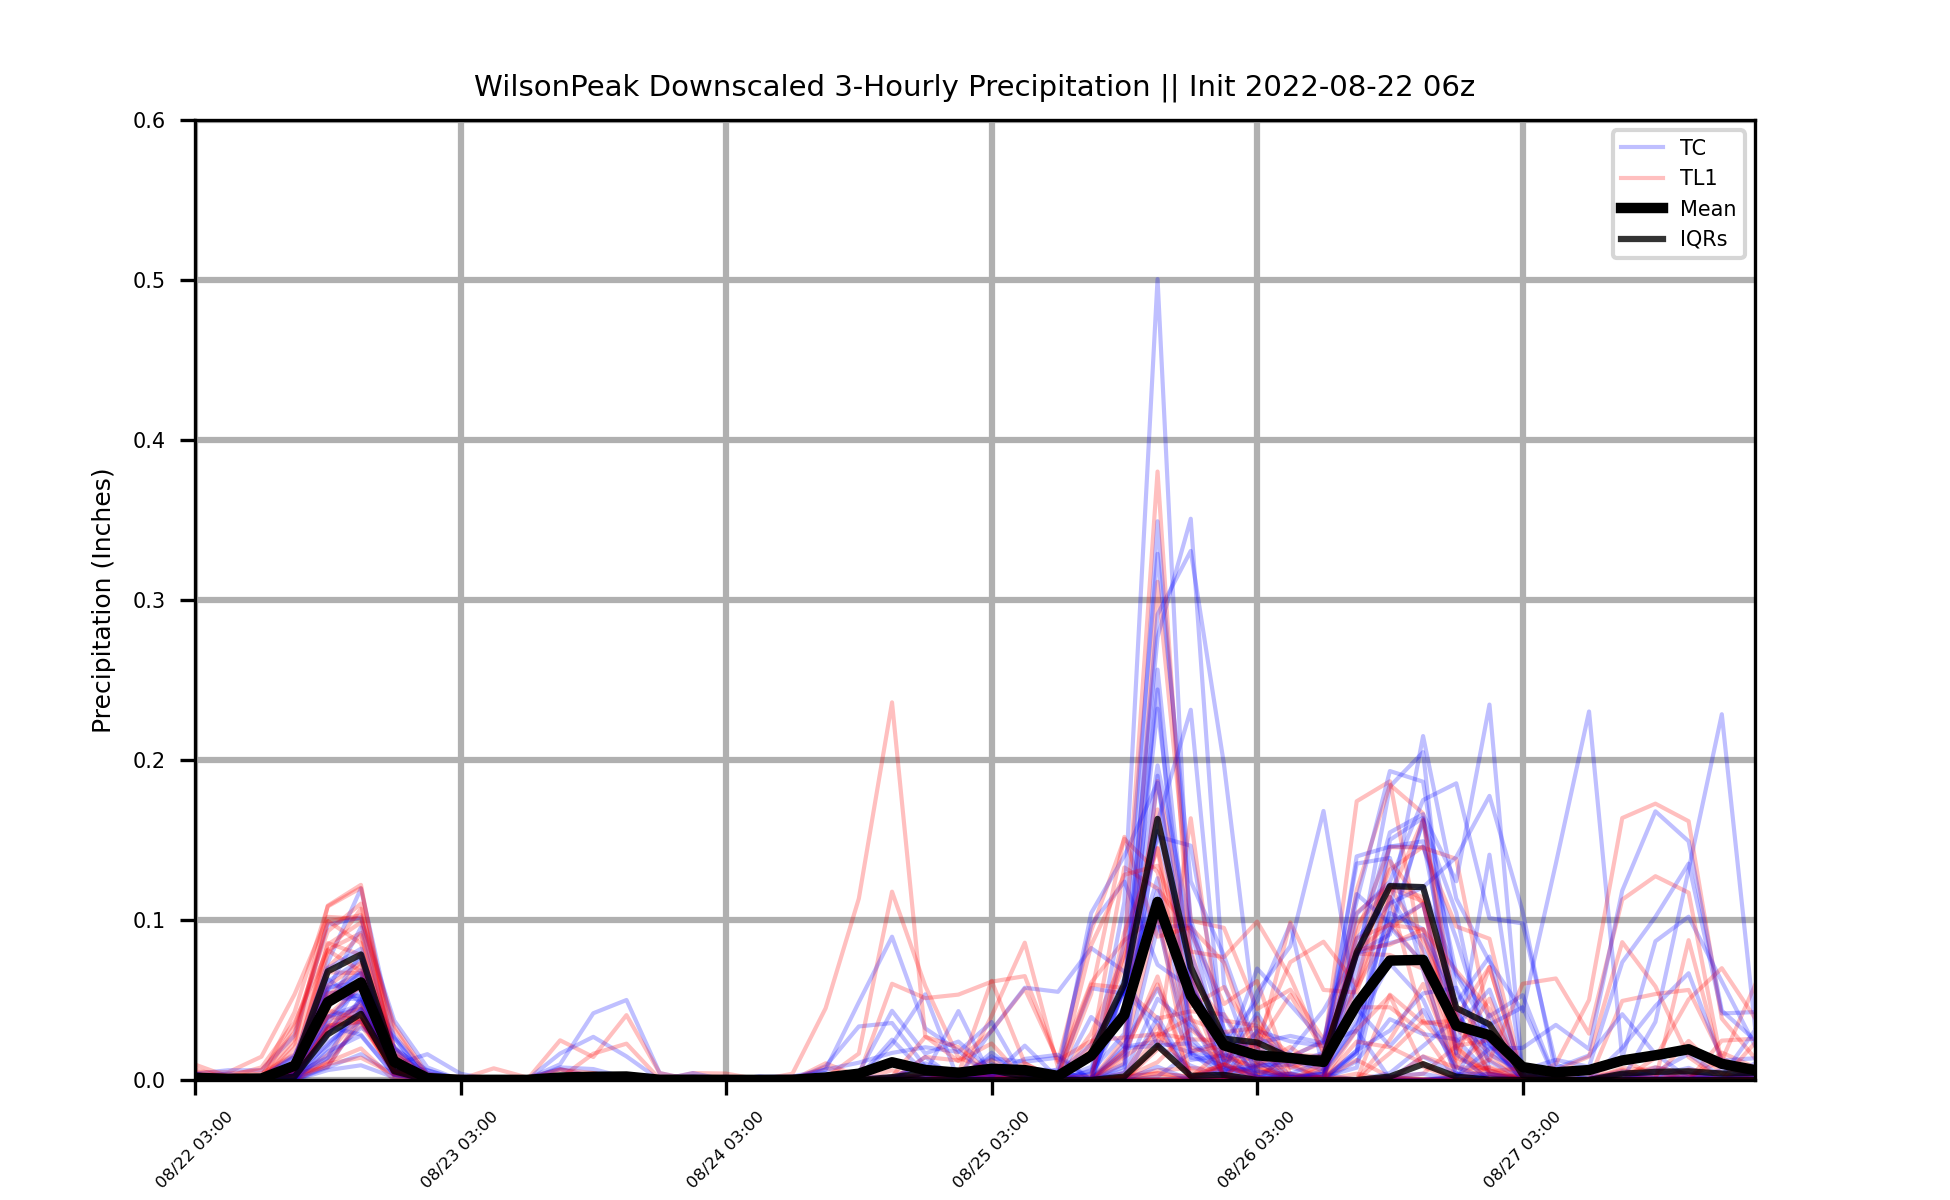 WilsonPeak Downscaled 3-Hourly Precipitation || Init 2022-08-22 06z
TC
TL1
Mean
IQRs
Precipitation (Inches)
0.6
0.5
0.4
0.3
0.2
0.1
0.0
08/22 03:00
08/23 03:00
08/24 03:00
08/25 03:00
08/26 03:00
08/27 03:00